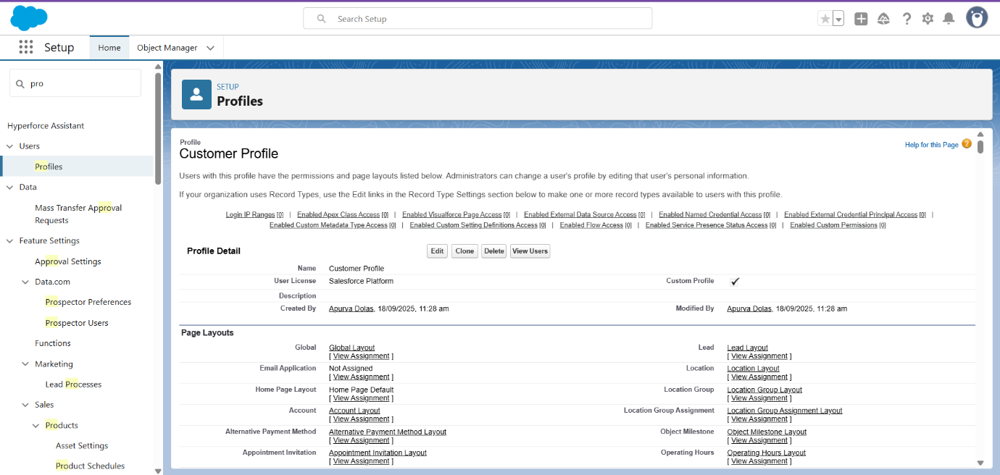 Search Setup
Setup
Home
Object Manager
pro
Hyperforce Assistant
Users
Profiles
Data
Mass Transfer Approval
Requests
Feature Settings
Approval Settings
Data.com
Prospector Preferences
Prospector Users
Functions
Marketing
Lead Processes
Sales
Products
Asset Settings
Product Schedules
SETUP
Profiles
Profile
Customer Profile
Help for this Page ?
Users with this profile have the permissions and page layouts listed below. Administrators can change a user's profile by editing that user's personal information.
If your organization uses Record Types, use the Edit links in the Record Type Settings section below to make one or more record types available to users with this profile.
Login IP Ranges [0] | Enabled Apex Class Access [0] | Enabled Visualforce Page Access [0] | Enabled External Data Source Access [0] | Enabled Named Credential Access [0] | Enabled External Credential Principal Access [0] |
Enabled Custom Metadata Type Access [0] | Enabled Custom Setting Definitions Access [0] | Enabled Flow Access [0] | Enabled Service Presence Status Access [0] | Enabled Custom Permissions [0]
Profile Detail Edit Clone Delete View Users
Name Customer Profile
User License Salesforce Platform Custom Profile ✓
Description
Created By Apurva Dolas, 18/09/2025, 11:28 am Modified By Apurva Dolas, 18/09/2025, 11:28 am
Page Layouts
Global Global Layout Lead Lead Layout
[ View Assignment ] [ View Assignment ]
Email Application Not Assigned Location Location Layout
[ View Assignment ] [ View Assignment ]
Home Page Layout Home Page Default Location Group Location Group Layout
[ View Assignment ] [ View Assignment ]
Account Account Layout Location Group Assignment Location Group Assignment Layout
[ View Assignment ] [ View Assignment ]
Alternative Payment Method Alternative Payment Method Layout Object Milestone Object Milestone Layout
[ View Assignment ] [ View Assignment ]
Appointment Invitation Appointment Invitation Layout Operating Hours Operating Hours Layout
[ View Assignment ] [ View Assignment ]